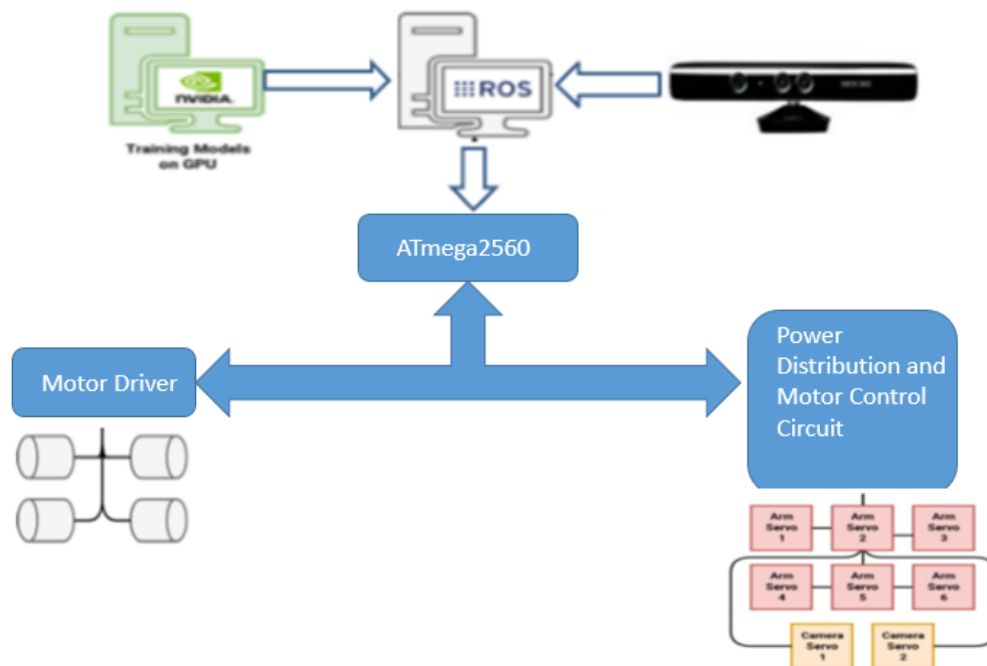 NVIDIA.
Training Models
on GPU
ROS
XBOX 360
ATmega2560
Motor Driver
Power
Distribution and
Motor Control
Circuit
Arm
Servo
1
Arm
Servo
2
Arm
Servo
3
Arm
Servo
4
Arm
Servo
5
Arm
Servo
6
Camera
Servo
1
Camera
Servo
2